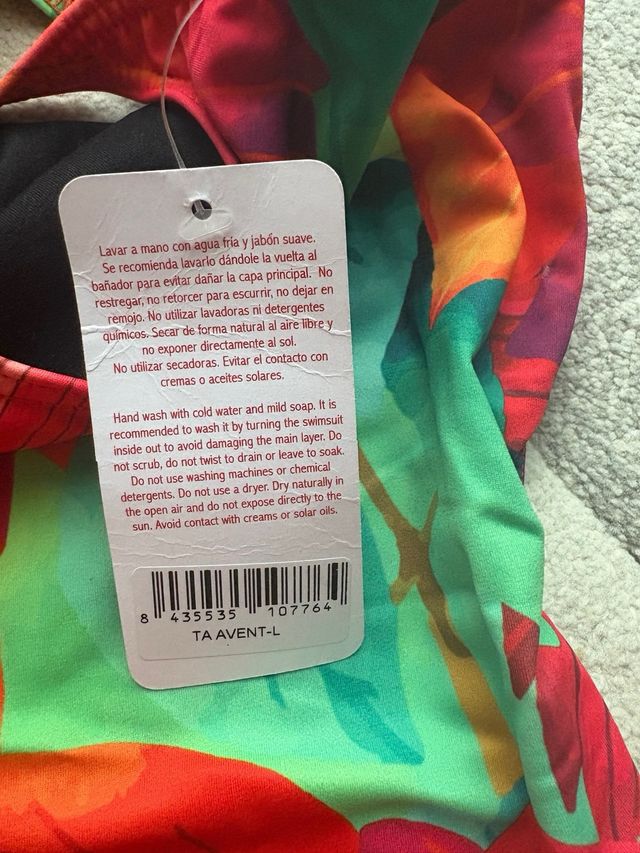 Lavar a mano con agua fria y jabón suave.
Se recomienda lavarlo dándole la vuelta al
bañador para evitar dañar la capa principal. No
restregar, no retorcer para escurrir, no dejar en
remojo. No utilizar lavadoras ni detergentes
químicos. Secar de forma natural al aire libre y
no exponer directamente al sol.
No utilizar secadoras. Evitar el contacto con
cremas o aceites solares.
Hand wash with cold water and mild soap. It is
recommended to wash it by turning the swimsuit
inside out to avoid damaging the main layer. Do
not scrub, do not twist to drain or leave to soak.
Do not use washing machines or chemical
detergents. Do not use a dryer. Dry naturally in
the open air and do not expose directly to the
sun. Avoid contact with creams or solar oils.
8 435535 107764
TA AVENT-L